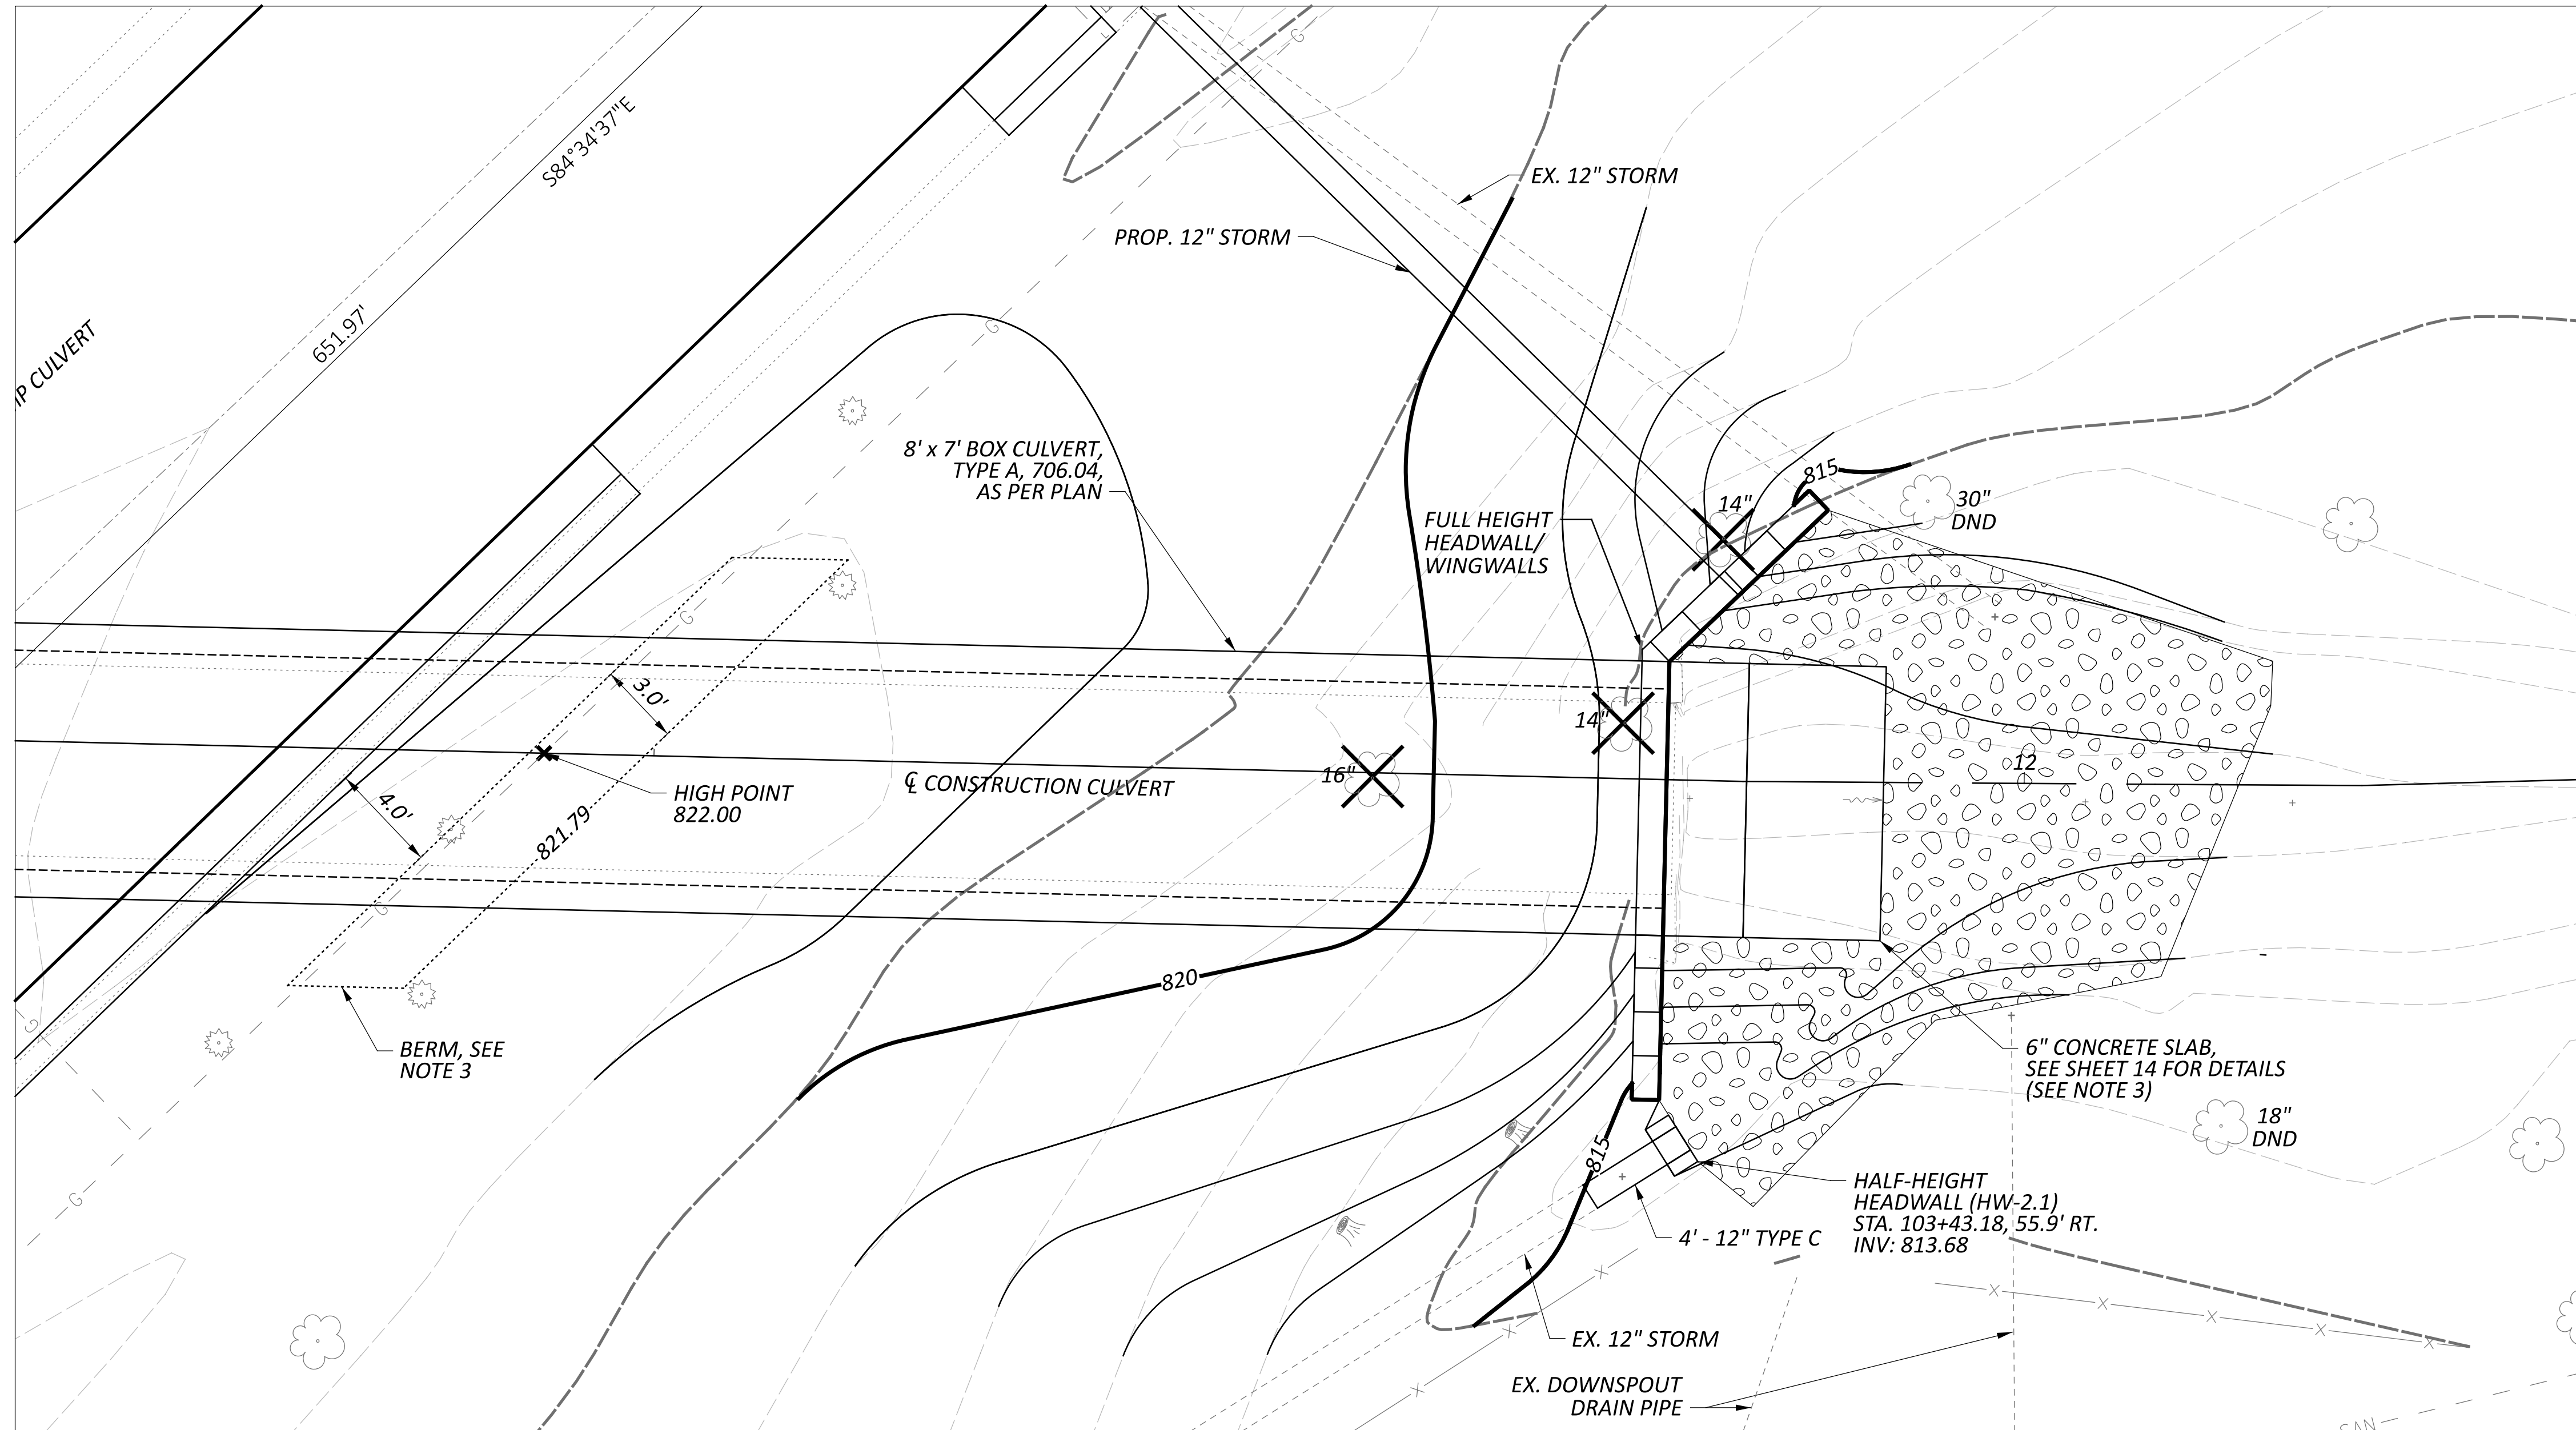 S84°34'37"E
651.97'
IP CULVERT
G
EX. 12" STORM
PROP. 12" STORM
G
8' x 7' BOX CULVERT,
TYPE A, 706.04,
AS PER PLAN
FULL HEIGHT
HEADWALL/
WINGWALLS
14"
815
30"
DND
G
3.0'
14"
16"
12
HIGH POINT
822.00
℄ CONSTRUCTION CULVERT
4.0'
821.79
G
820
G
BERM, SEE
NOTE 3
6" CONCRETE SLAB,
SEE SHEET 14 FOR DETAILS
(SEE NOTE 3)
18"
DND
815
G
HALF-HEIGHT
HEADWALL (HW-2.1)
STA. 103+43.18, 55.9' RT.
INV: 813.68
4' - 12" TYPE C
X
X
X
X
X
X
X
X
X
EX. 12" STORM
EX. DOWNSPOUT
DRAIN PIPE
SAN